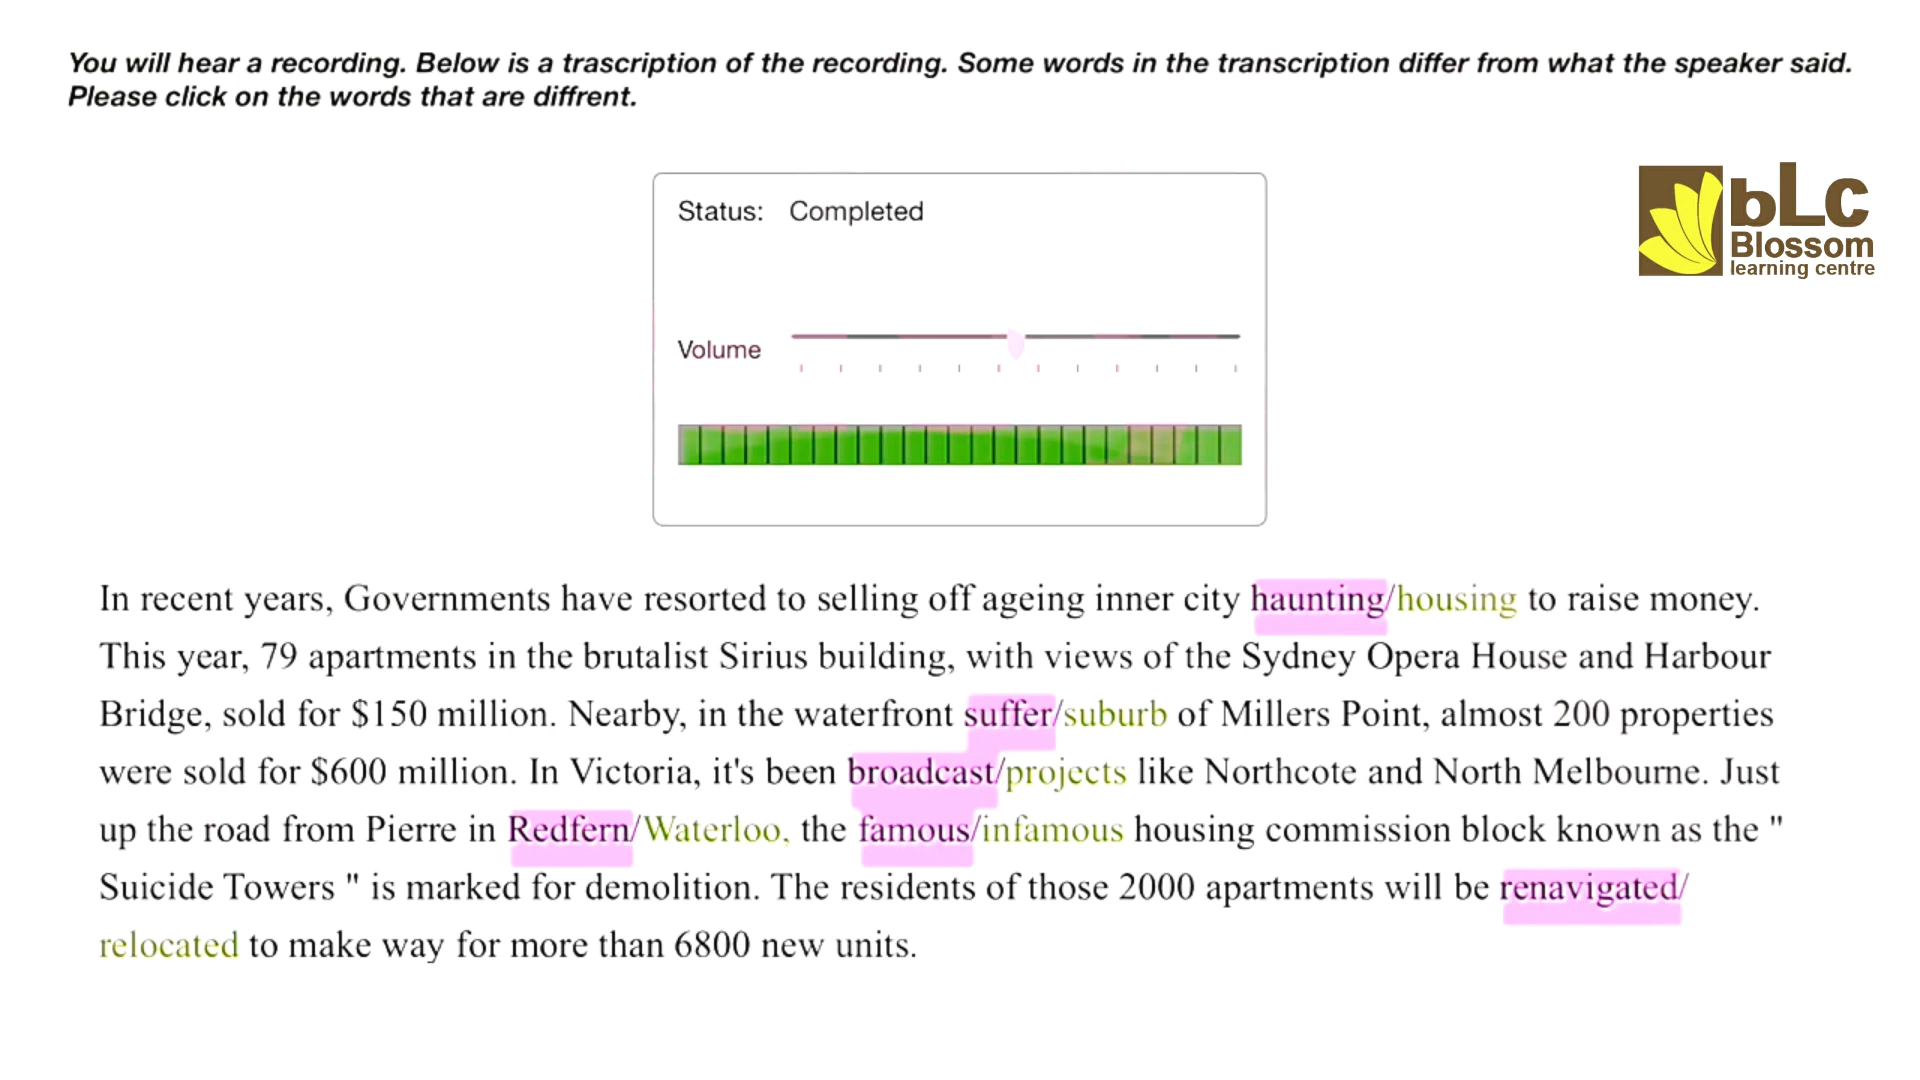 You will hear a recording. Below is a trascription of the recording. Some words in the transcription differ from what the speaker said.
Please click on the words that are diffrent.
bLc
Blossom
learning centre
Status: Completed
Volume
In recent years, Governments have resorted to selling off ageing inner city haunting/housing to raise money.
This year, 79 apartments in the brutalist Sirius building, with views of the Sydney Opera House and Harbour
Bridge, sold for $150 million. Nearby, in the waterfront suffer/suburb of Millers Point, almost 200 properties
were sold for $600 million. In Victoria, it's been broadcast/projects like Northcote and North Melbourne. Just
up the road from Pierre in Redfern/Waterloo, the famous/infamous housing commission block known as the "
Suicide Towers " is marked for demolition. The residents of those 2000 apartments will be renavigated/
relocated to make way for more than 6800 new units.